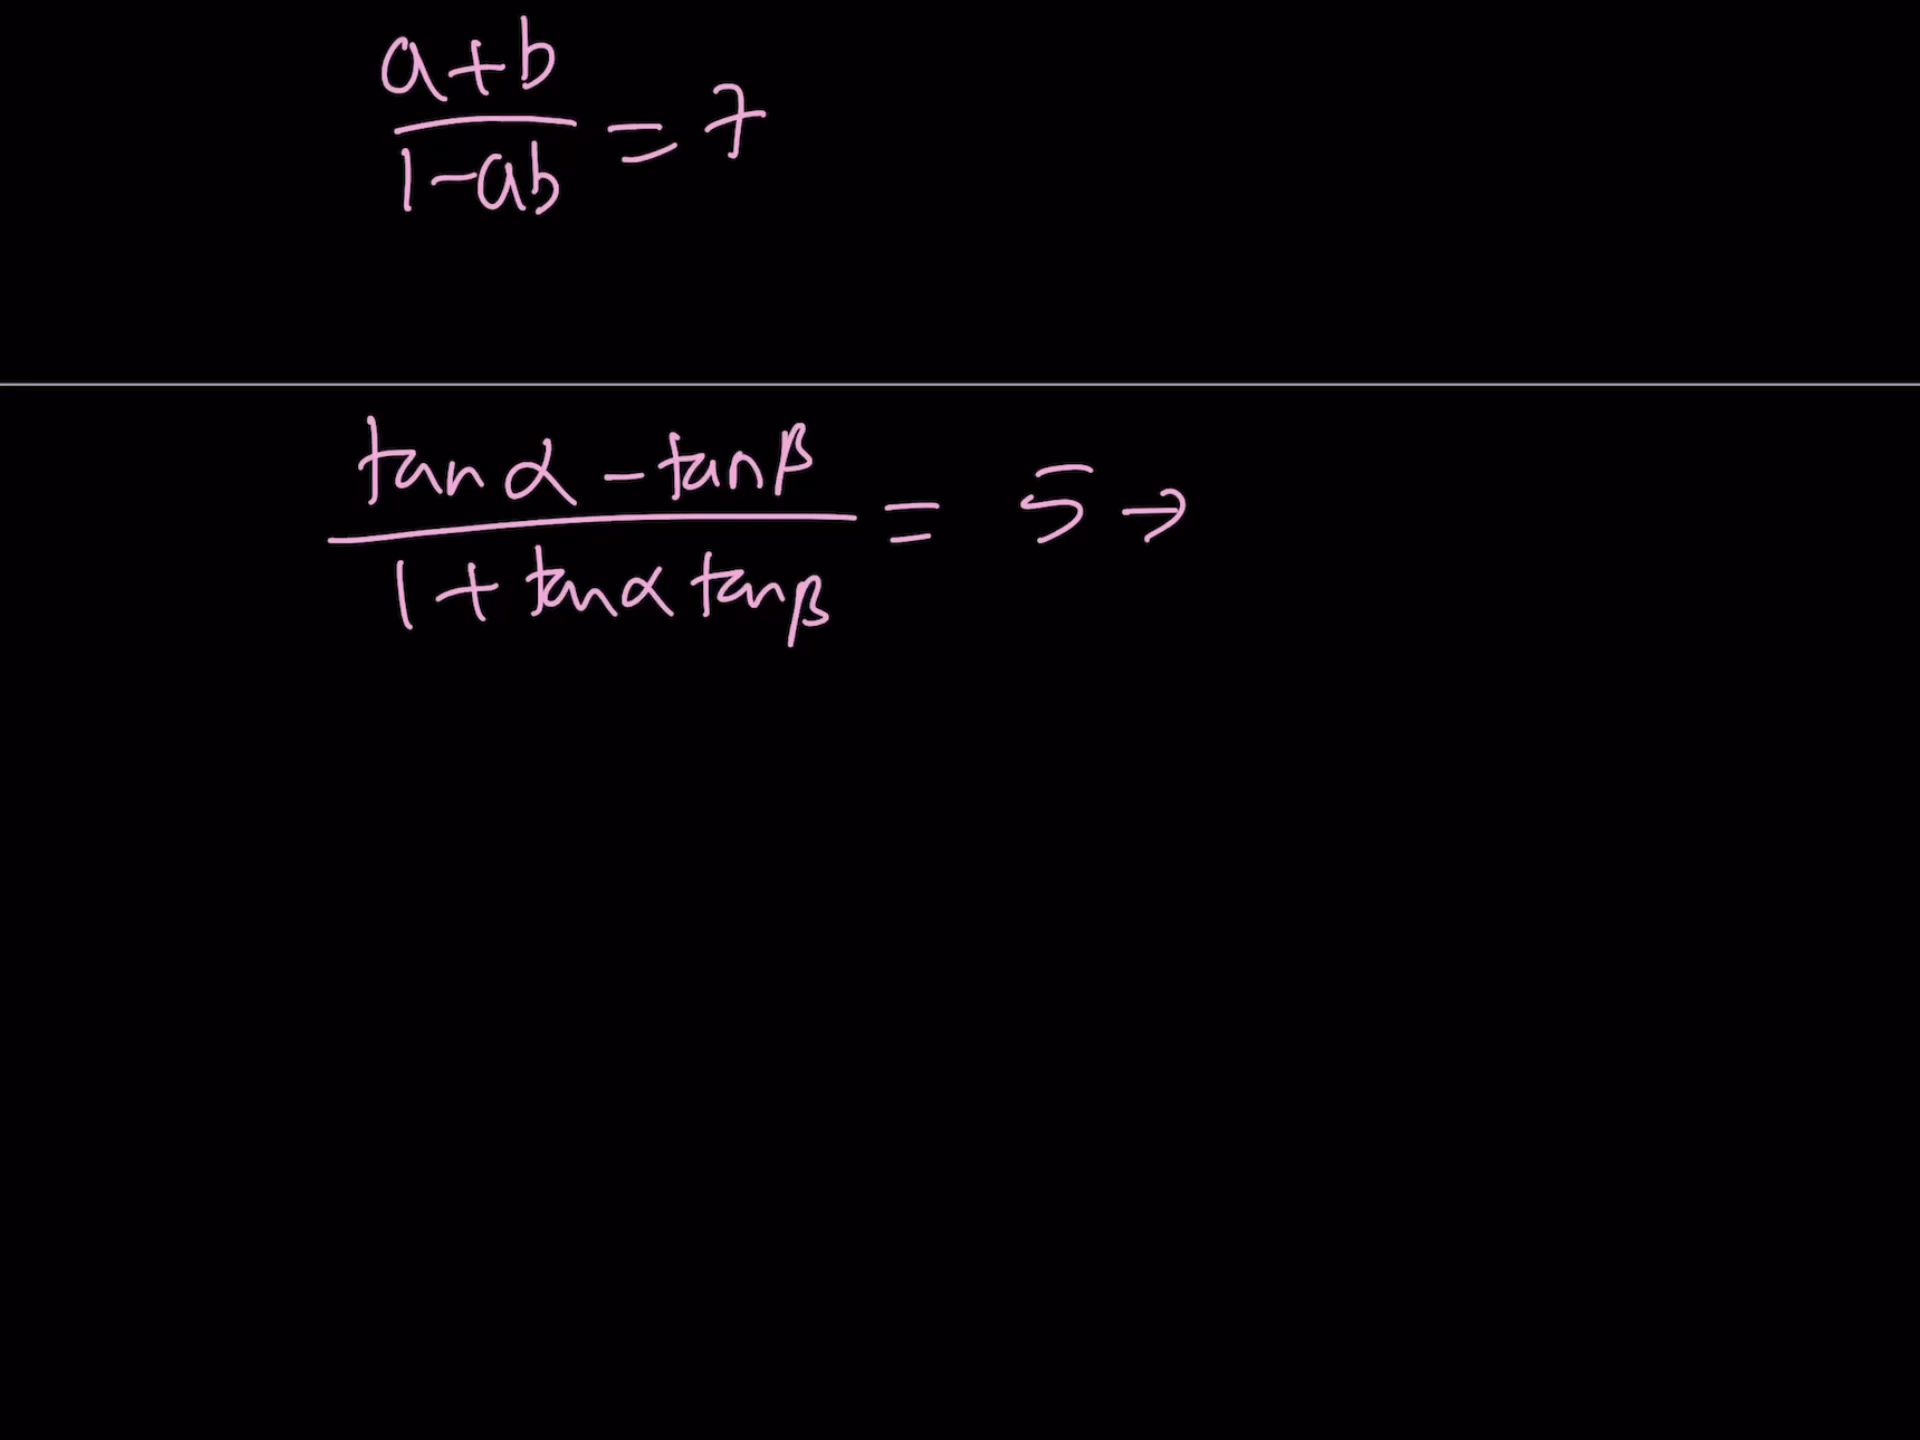 a+b
───── = 7
1-ab
tan α - tan β
───────────── = 5 →
1 + tan α tan β